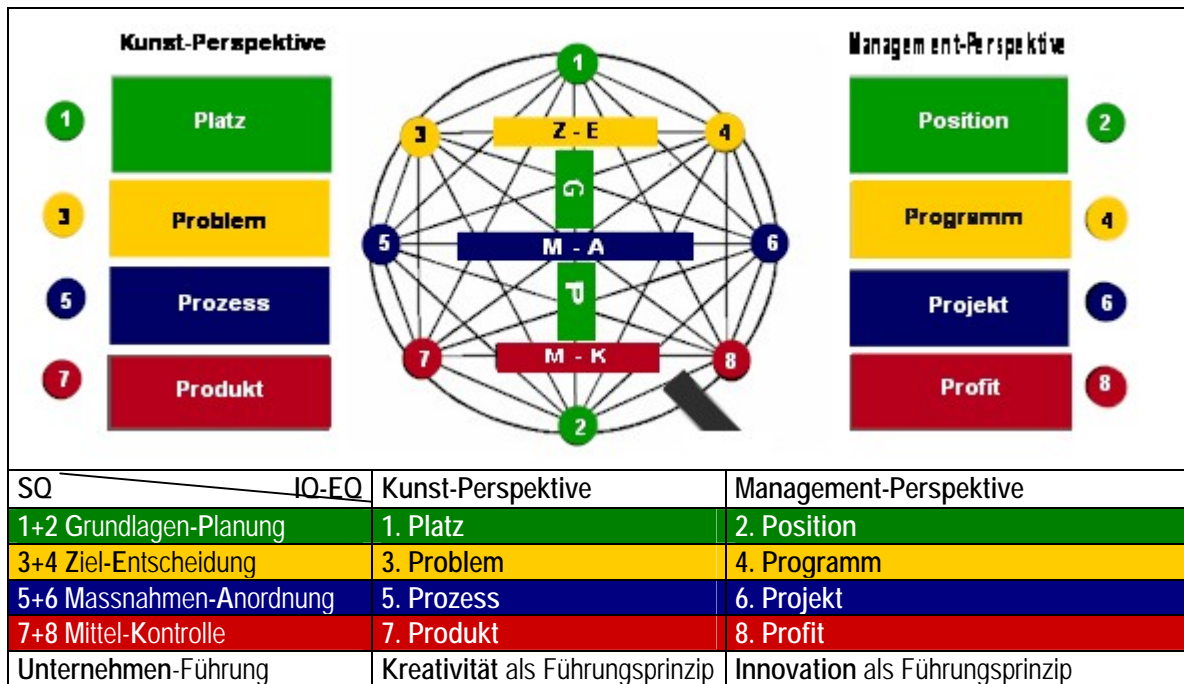 Kunst-Perspektive
Management-Perspektive
1 Platz
3 Problem
5 Prozess
7 Produkt
1
3 Z - E 4
G
5 M - A 6
P
7 M - K 8
2
Position 2
Programm 4
Projekt 6
Profit 8
SQ IQ-EQ Kunst-Perspektive Management-Perspektive
1+2 Grundlagen-Planung 1. Platz 2. Position
3+4 Ziel-Entscheidung 3. Problem 4. Programm
5+6 Massnahmen-Anordnung 5. Prozess 6. Projekt
7+8 Mittel-Kontrolle 7. Produkt 8. Profit
Unternehmen-Führung Kreativität als Führungsprinzip Innovation als Führungsprinzip